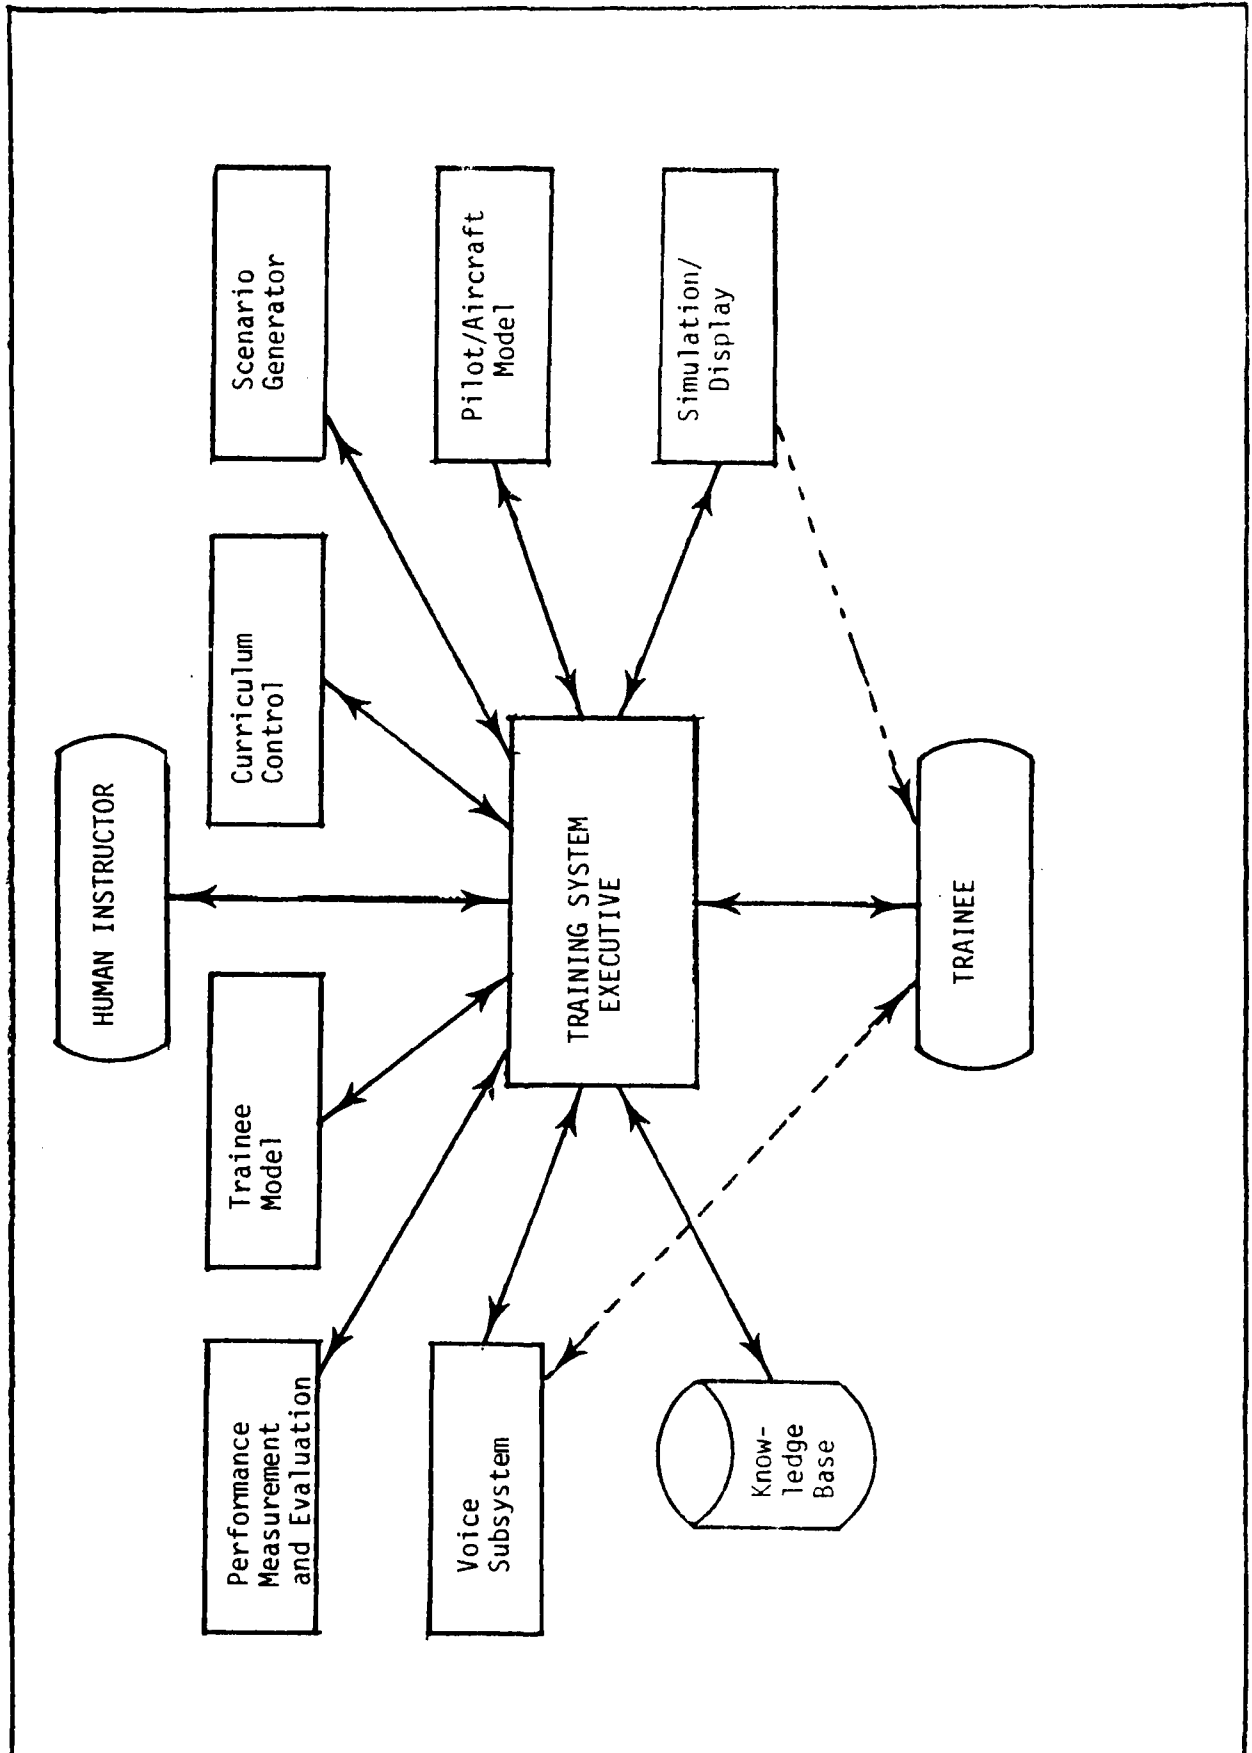 HUMAN INSTRUCTOR
Performance
Measurement
and Evaluation
Trainee
Model
Curriculum
Control
Scenario
Generator
Voice
Subsystem
TRAINING SYSTEM
EXECUTIVE
Pilot/Aircraft
Model
Know-
ledge
Base
Simulation/
Display
TRAINEE